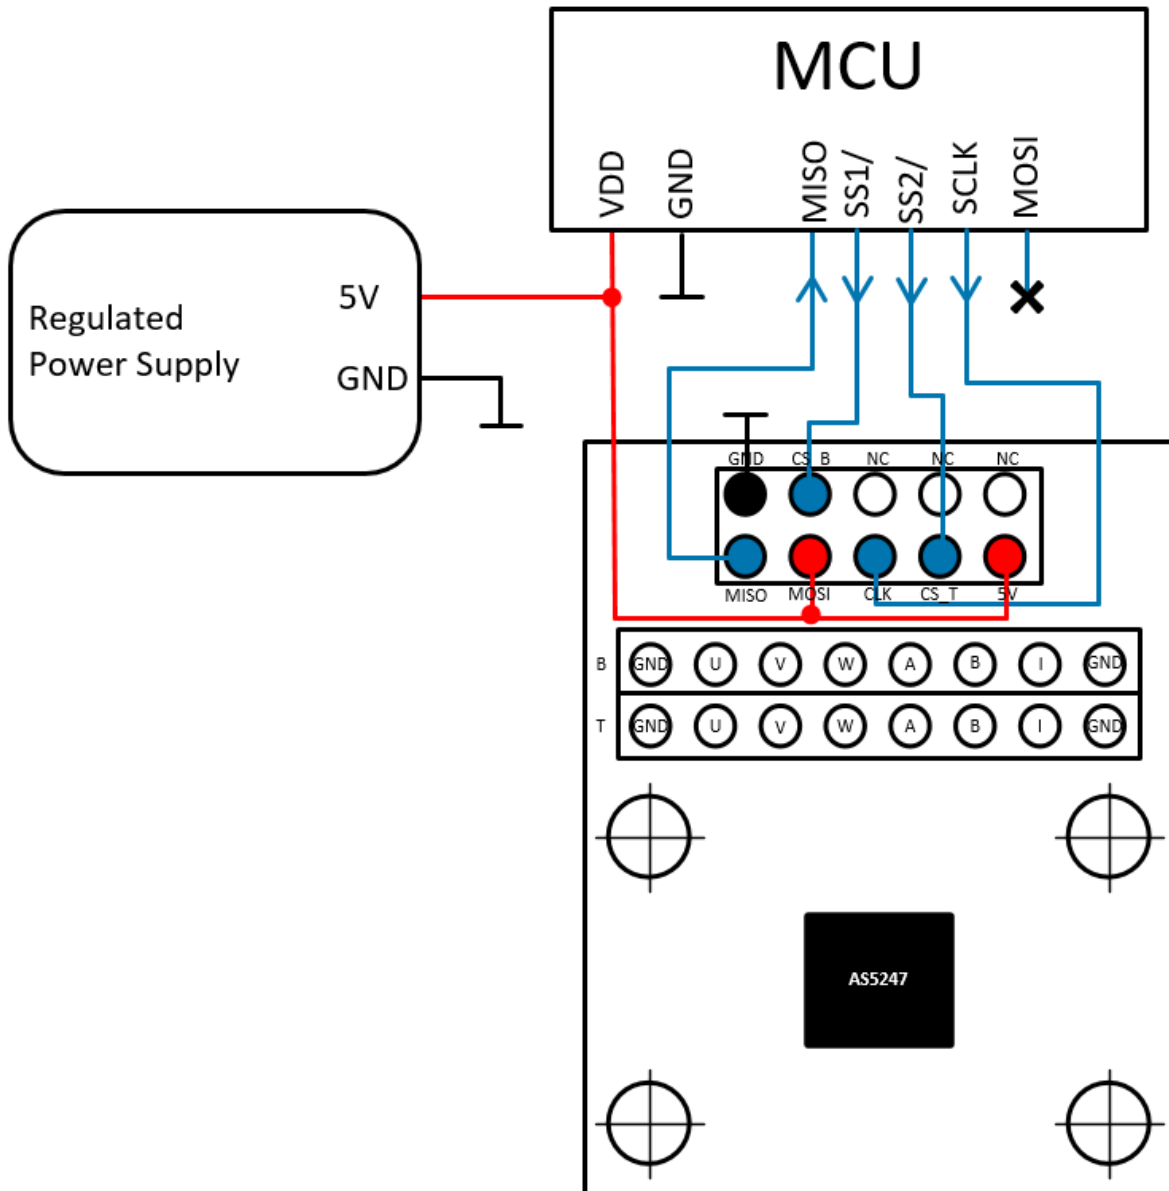 MCU
VDD
GND
MISO
SS1/
SS2/
SCLK
MOSI
5V
Regulated
Power Supply
GND
GND CS_B NC NC NC
MISO MOSI CLK CS_T 5V
B GND U V W A B I GND
T GND U V W A B I GND
AS5247